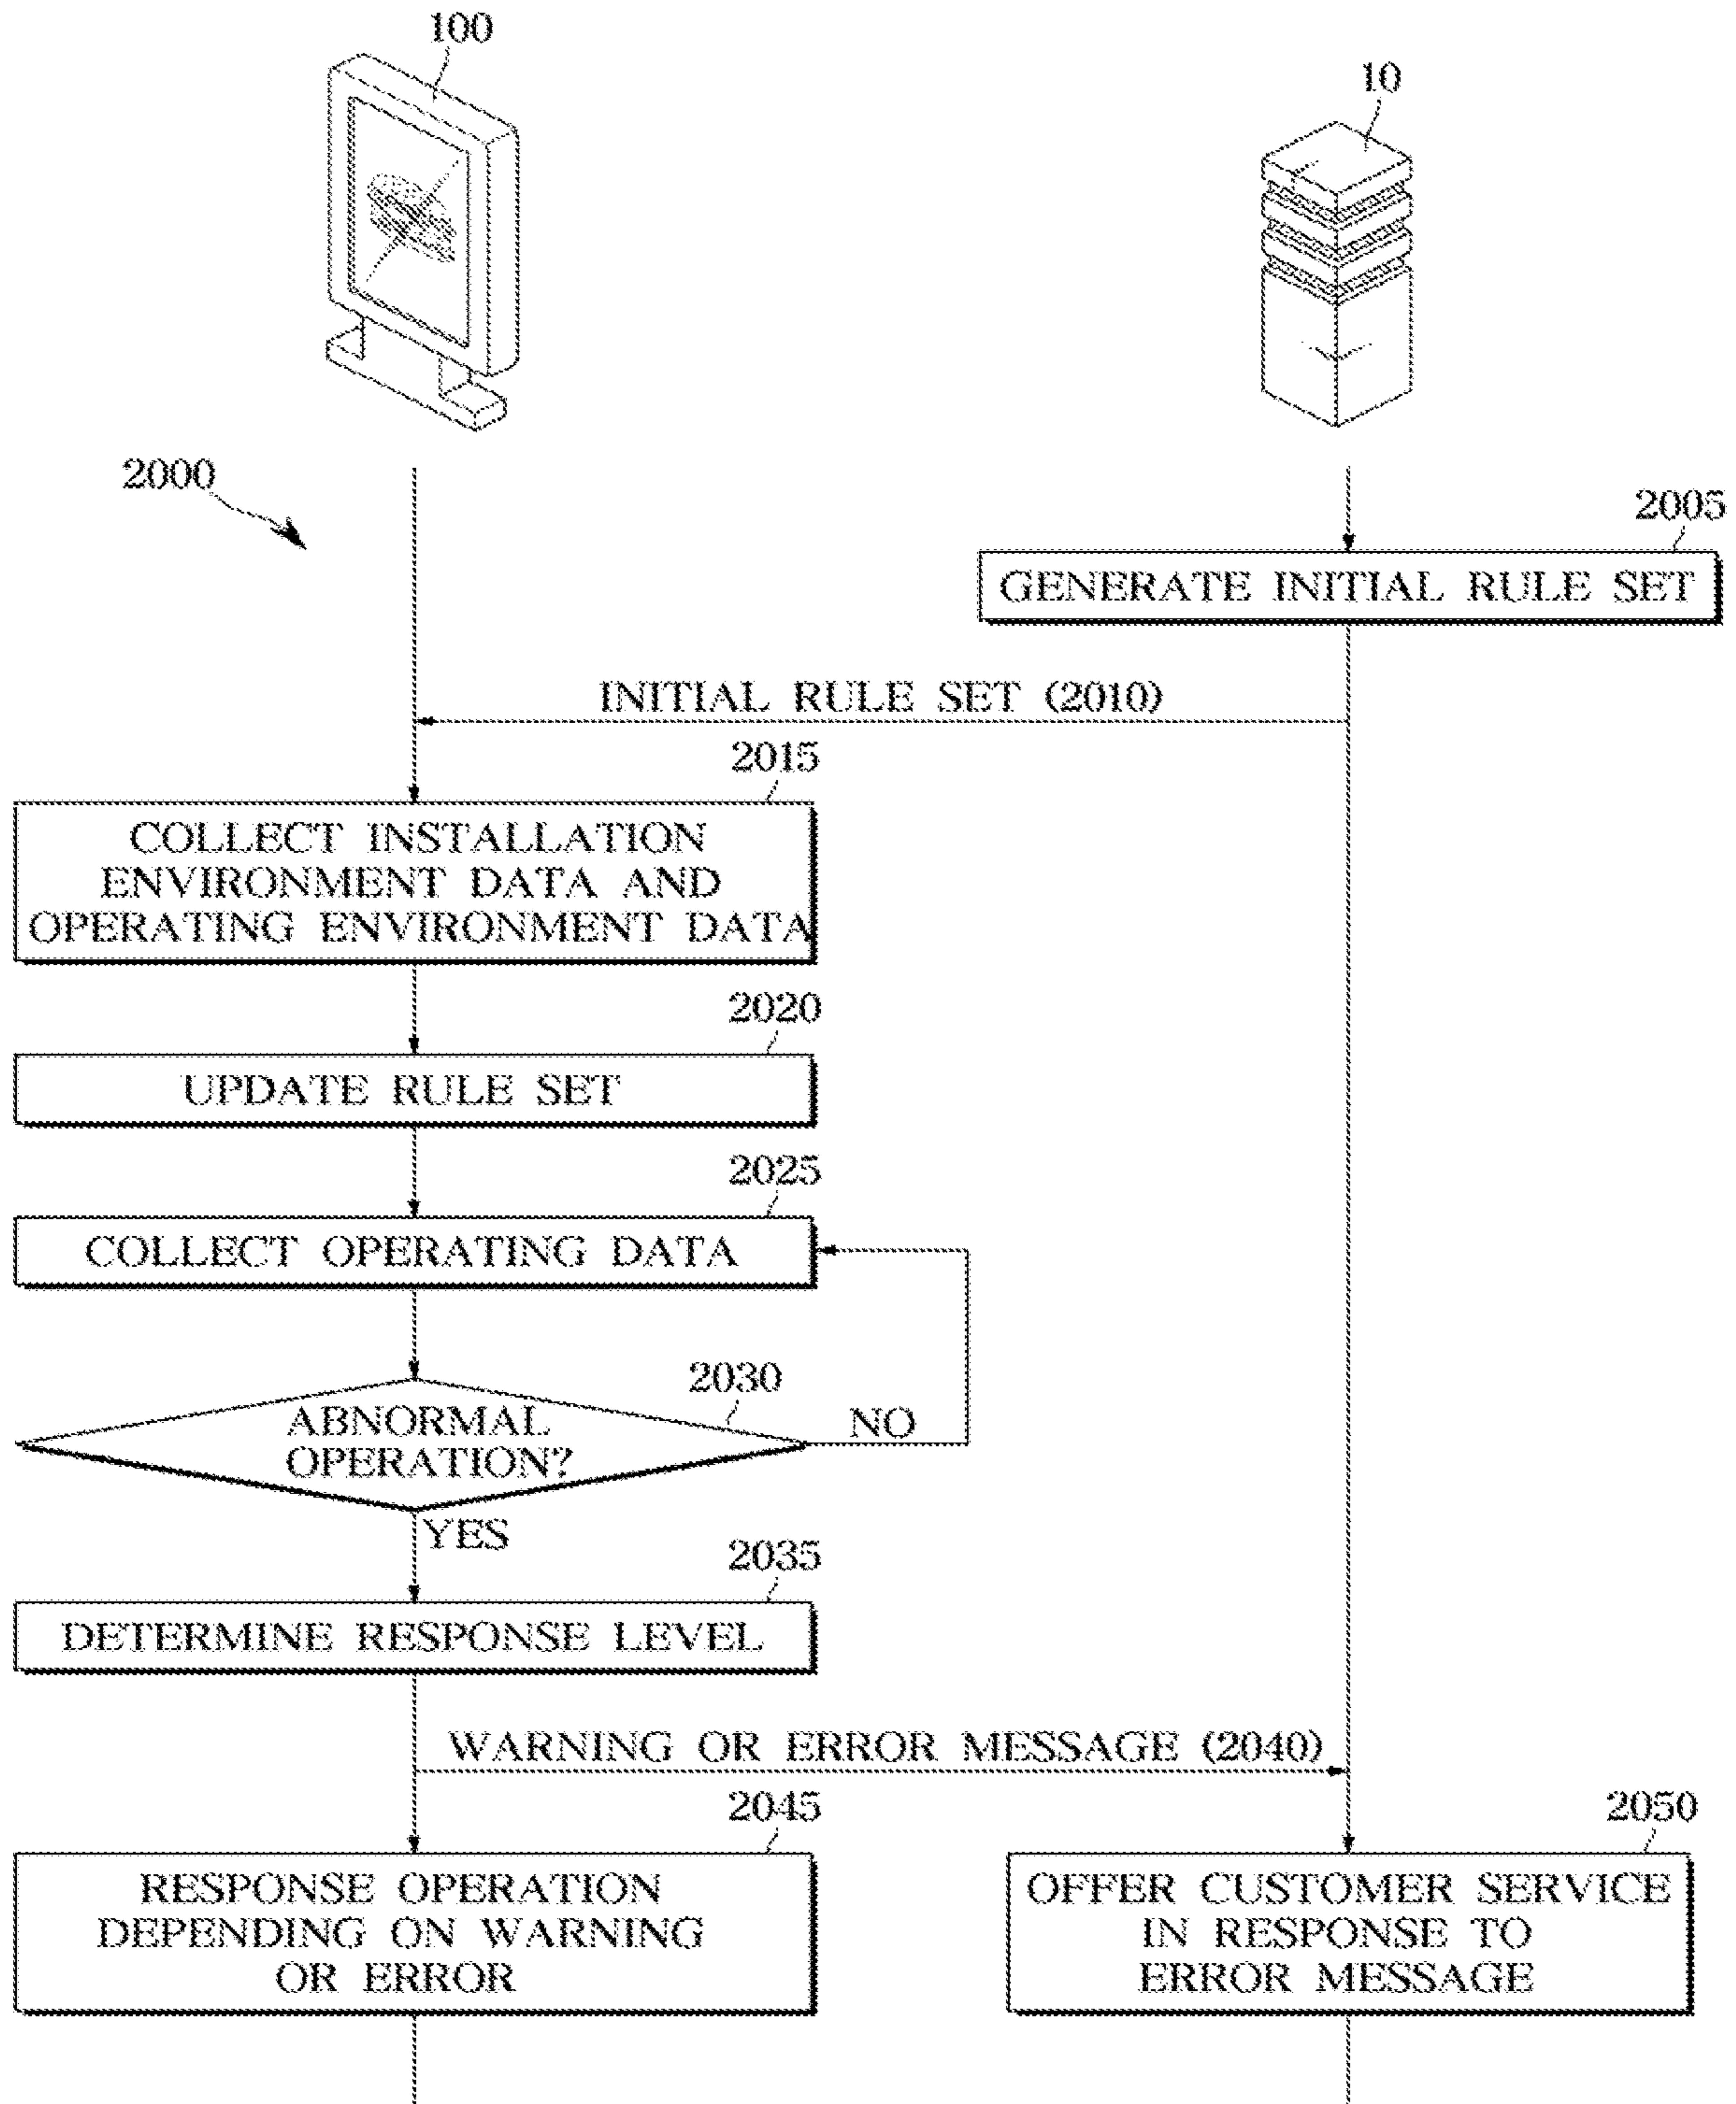 100
10
2000
2005
GENERATE INITIAL RULE SET
INITIAL RULE SET (2010)
2015
COLLECT INSTALLATION
ENVIRONMENT DATA AND
OPERATING ENVIRONMENT DATA
2020
UPDATE RULE SET
2025
COLLECT OPERATING DATA
2030
ABNORMAL
OPERATION?
NO
YES
2035
DETERMINE RESPONSE LEVEL
WARNING OR ERROR MESSAGE (2040)
2045
RESPONSE OPERATION
DEPENDING ON WARNING
OR ERROR
2050
OFFER CUSTOMER SERVICE
IN RESPONSE TO
ERROR MESSAGE